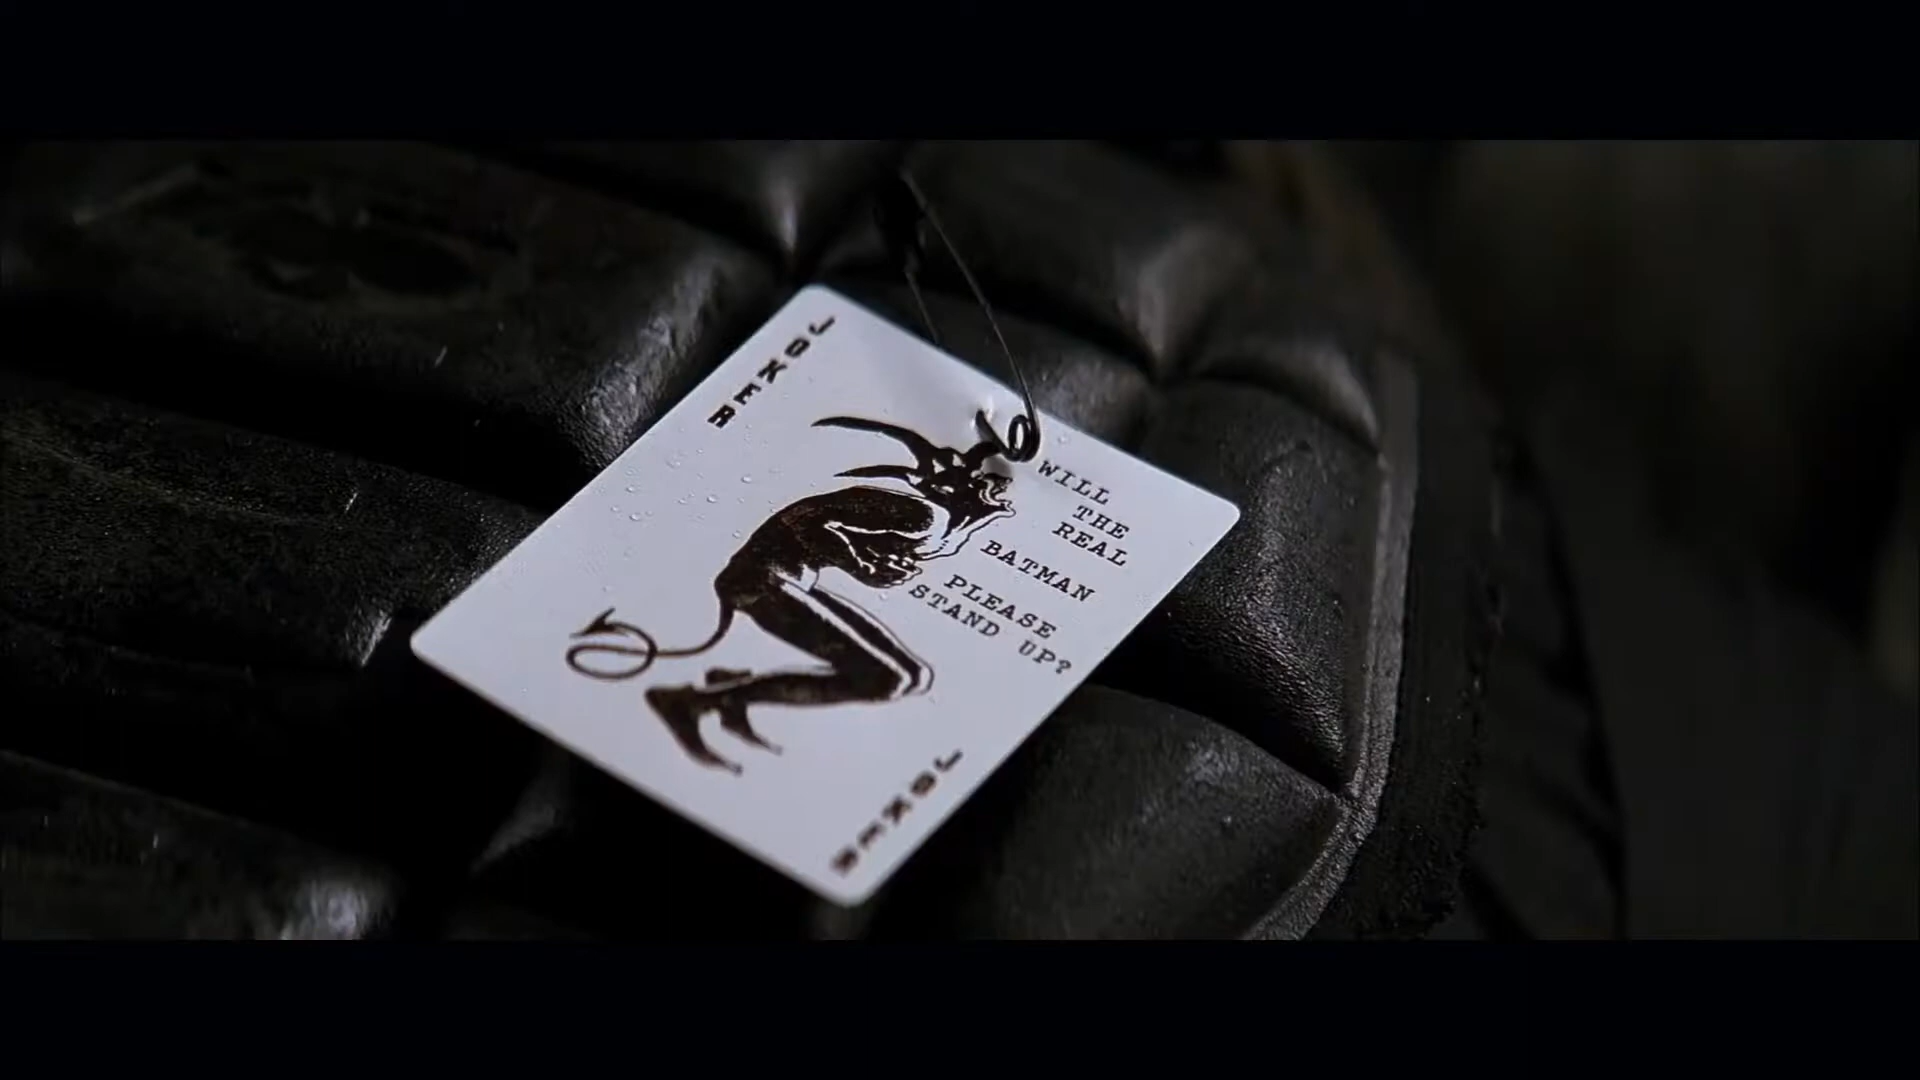 JOKER
WILL
THE
REAL
BATMAN
PLEASE
STAND UP?
JOKER